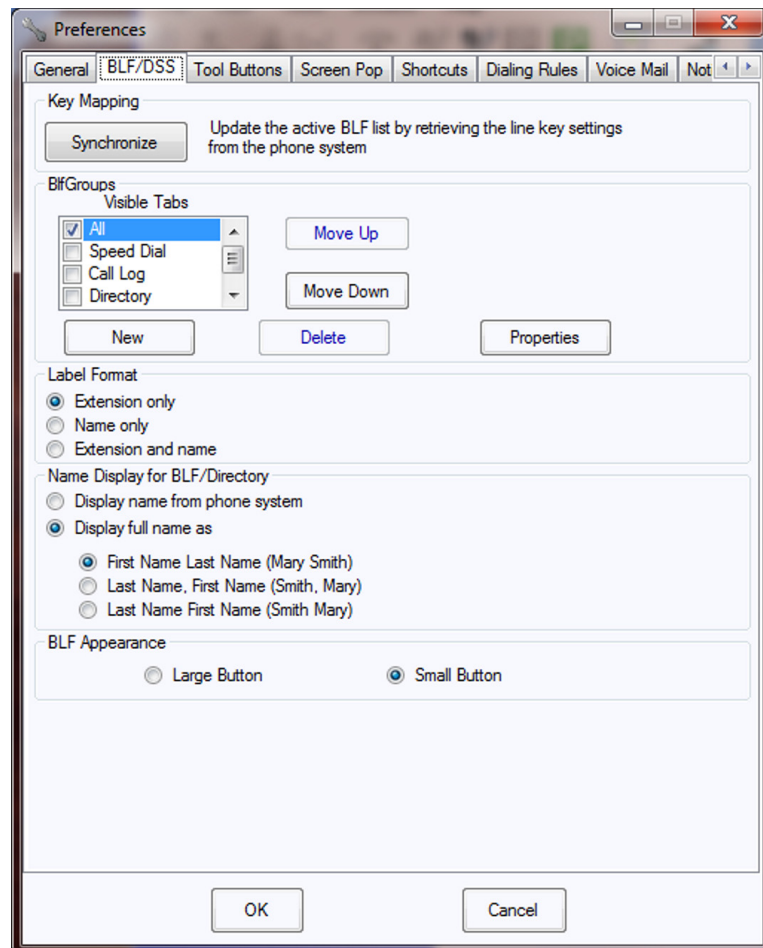 Preferences
General BLF/DSS Tool Buttons Screen Pop Shortcuts Dialing Rules Voice Mail Not
Key Mapping
Synchronize
Update the active BLF list by retrieving the line key settings
from the phone system
BlfGroups
Visible Tabs
All
Speed Dial
Call Log
Directory
Move Up
Move Down
New Delete Properties
Label Format
Extension only
Name only
Extension and name
Name Display for BLF/Directory
Display name from phone system
Display full name as
First Name Last Name (Mary Smith)
Last Name, First Name (Smith, Mary)
Last Name First Name (Smith Mary)
BLF Appearance
Large Button Small Button
OK Cancel